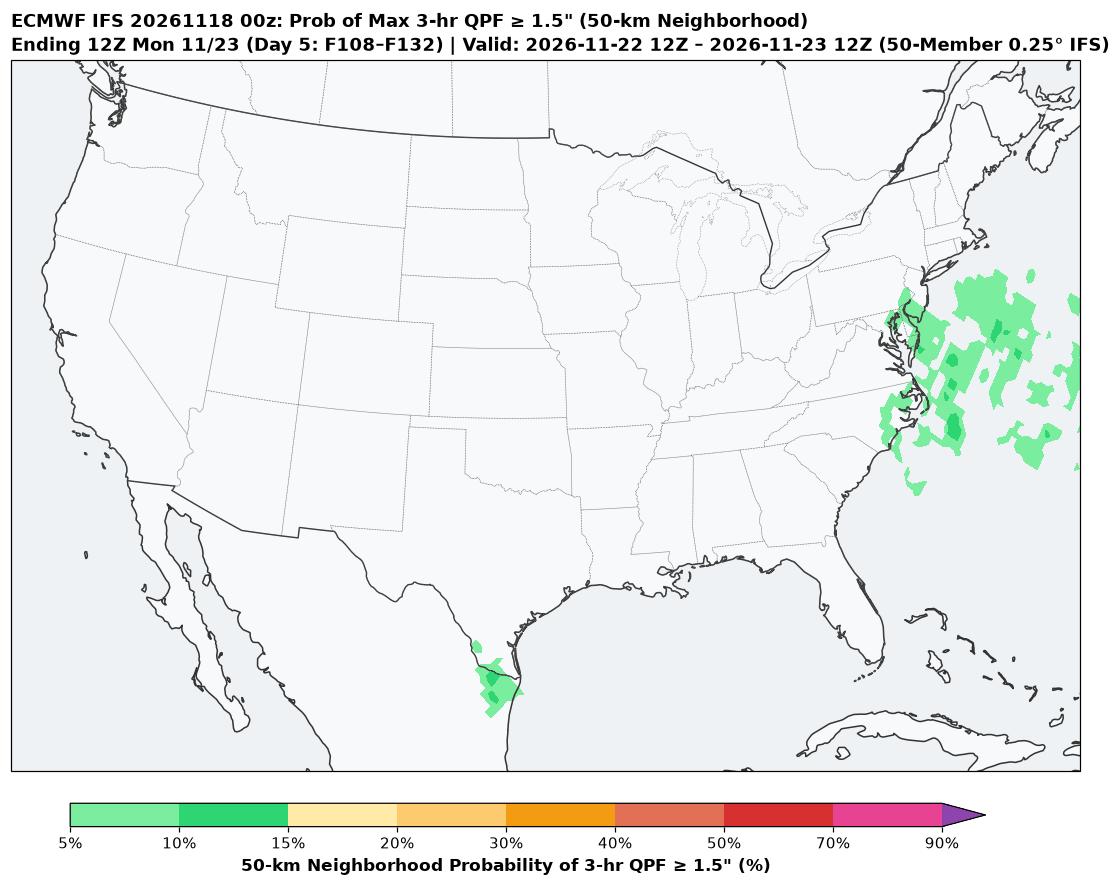 ECMWF IFS 20261118 00z: Prob of Max 3-hr QPF ≥ 1.5" (50-km Neighborhood)
Ending 12Z Mon 11/23 (Day 5: F108–F132) | Valid: 2026-11-22 12Z – 2026-11-23 12Z (50-Member 0.25° IFS)
5% 10% 15% 20% 30% 40% 50% 70% 90%
50-km Neighborhood Probability of 3-hr QPF ≥ 1.5" (%)